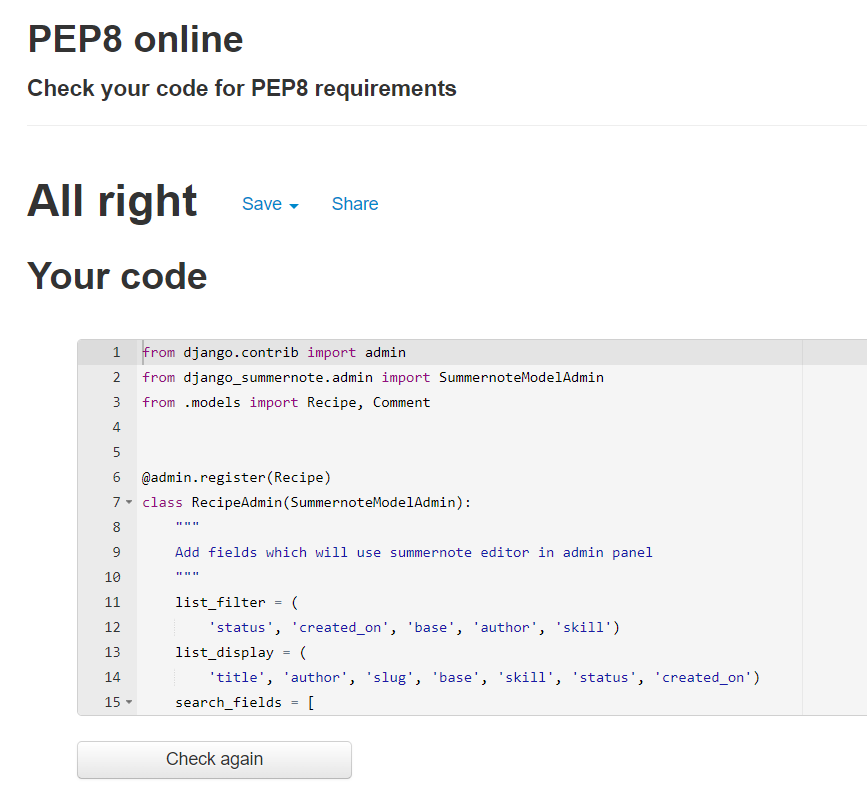 PEP8 online
Check your code for PEP8 requirements
All right Save Share
Your code
1 from django.contrib import admin
2 from django_summernote.admin import SummernoteModelAdmin
3 from .models import Recipe, Comment
4
5
6 @admin.register(Recipe)
7 class RecipeAdmin(SummernoteModelAdmin):
8     """
9     Add fields which will use summernote editor in admin panel
10     """
11     list_filter = (
12         'status', 'created_on', 'base', 'author', 'skill')
13     list_display = (
14         'title', 'author', 'slug', 'base', 'skill', 'status', 'created_on')
15     search_fields = [
Check again